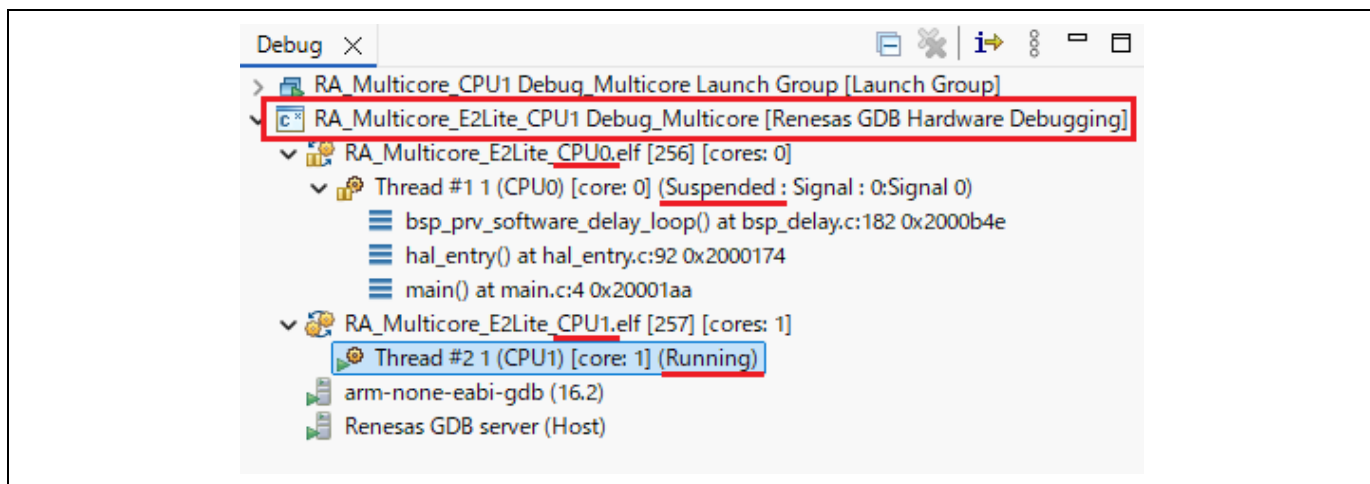 Debug
RA_Multicore_CPU1 Debug_Multicore Launch Group [Launch Group]
RA_Multicore_E2Lite_CPU1 Debug_Multicore [Renesas GDB Hardware Debugging]
RA_Multicore_E2Lite_CPU0.elf [256] [cores: 0]
Thread #1 1 (CPU0) [core: 0] (Suspended : Signal : 0:Signal 0)
bsp_prv_software_delay_loop() at bsp_delay.c:182 0x2000b4e
hal_entry() at hal_entry.c:92 0x2000174
main() at main.c:4 0x20001aa
RA_Multicore_E2Lite_CPU1.elf [257] [cores: 1]
Thread #2 1 (CPU1) [core: 1] (Running)
arm-none-eabi-gdb (16.2)
Renesas GDB server (Host)